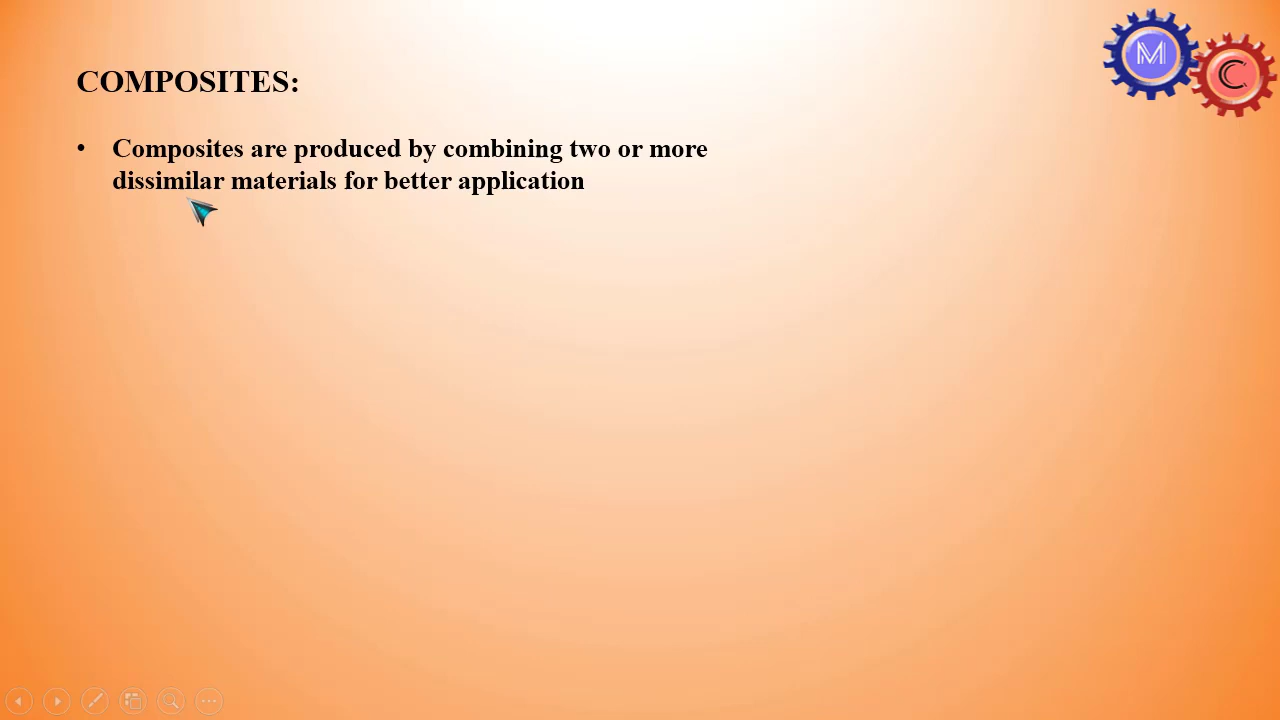 COMPOSITES:
• Composites are produced by combining two or more
dissimilar materials for better application
M
C